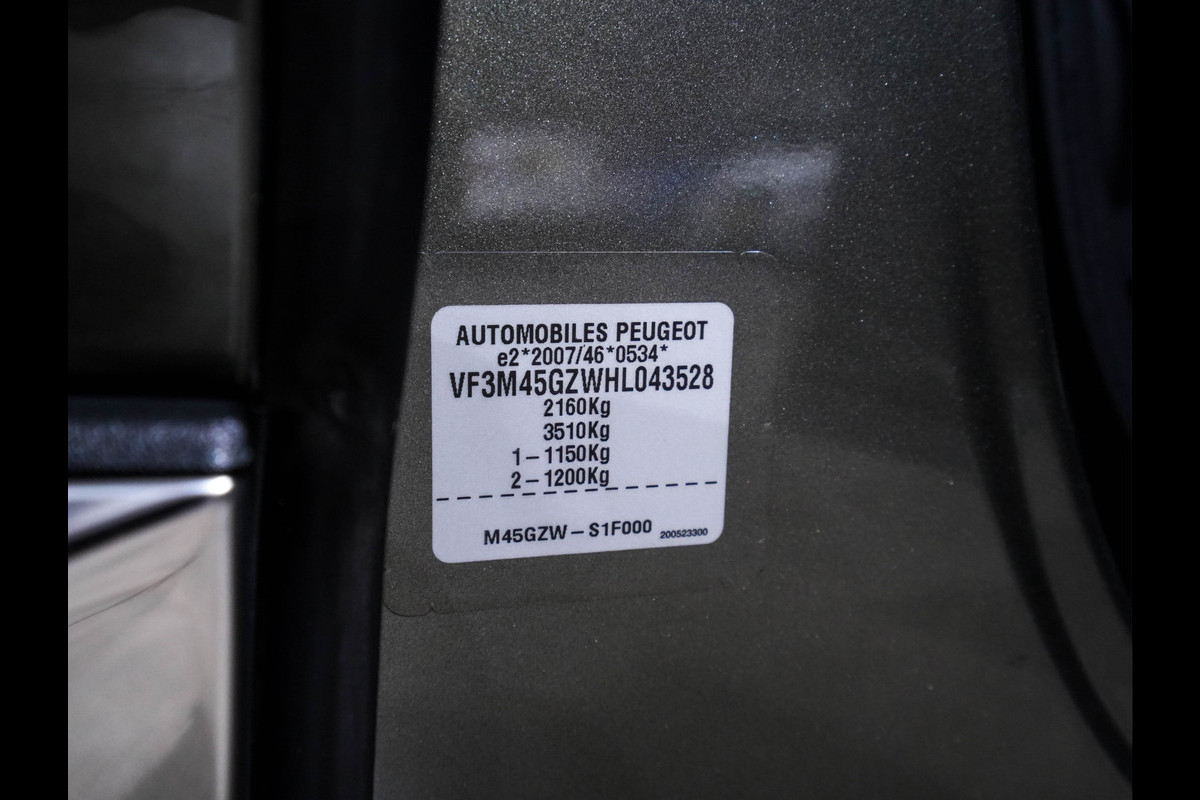 AUTOMOBILES PEUGEOT
e2*2007/46*0534*
VF3M45GZWHL043528
2160Kg
3510Kg
1-1150Kg
2-1200Kg
M45GZW-S1F000 200523300